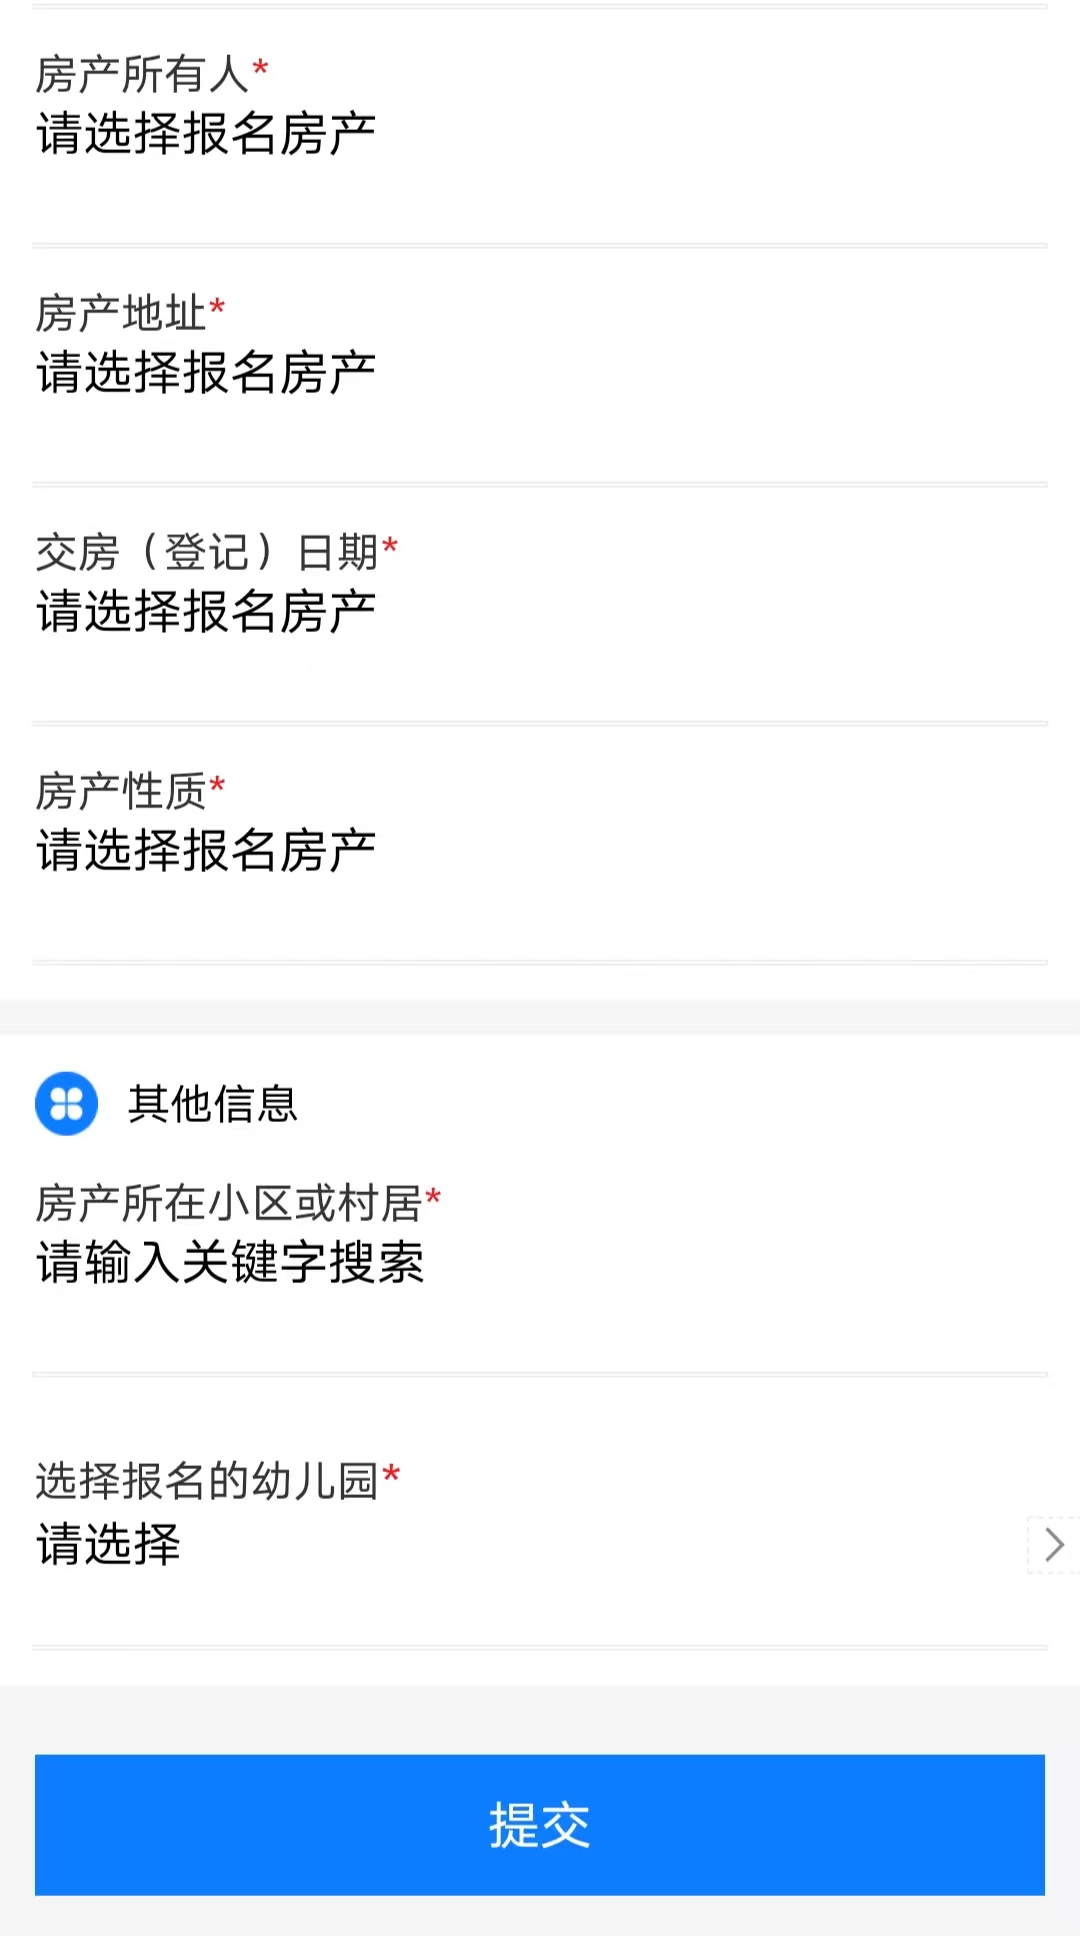 房产所有人*
请选择报名房产
房产地址*
请选择报名房产
交房（登记）日期*
请选择报名房产
房产性质*
请选择报名房产
其他信息
房产所在小区或村居*
请输入关键字搜索
选择报名的幼儿园*
请选择
提交